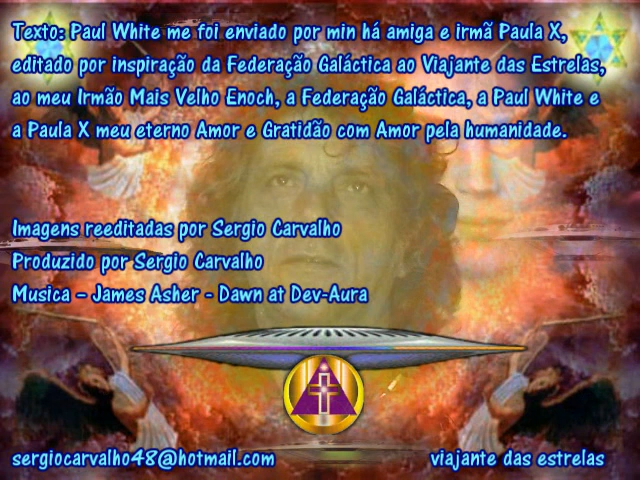 Texto: Paul White me foi enviado por min há amiga e irmã Paula X,
editado por inspiração da Federação Galáctica ao Viajante das Estrelas,
ao meu Irmão Mais Velho Enoch, a Federação Galáctica, a Paul White e
a Paula X meu eterno Amor e Gratidão com Amor pela humanidade.
Imagens reeditadas por Sergio Carvalho
Produzido por Sergio Carvalho
Musica – James Asher - Dawn at Dev-Aura
sergiocarvalho48@hotmail.com
viajante das estrelas